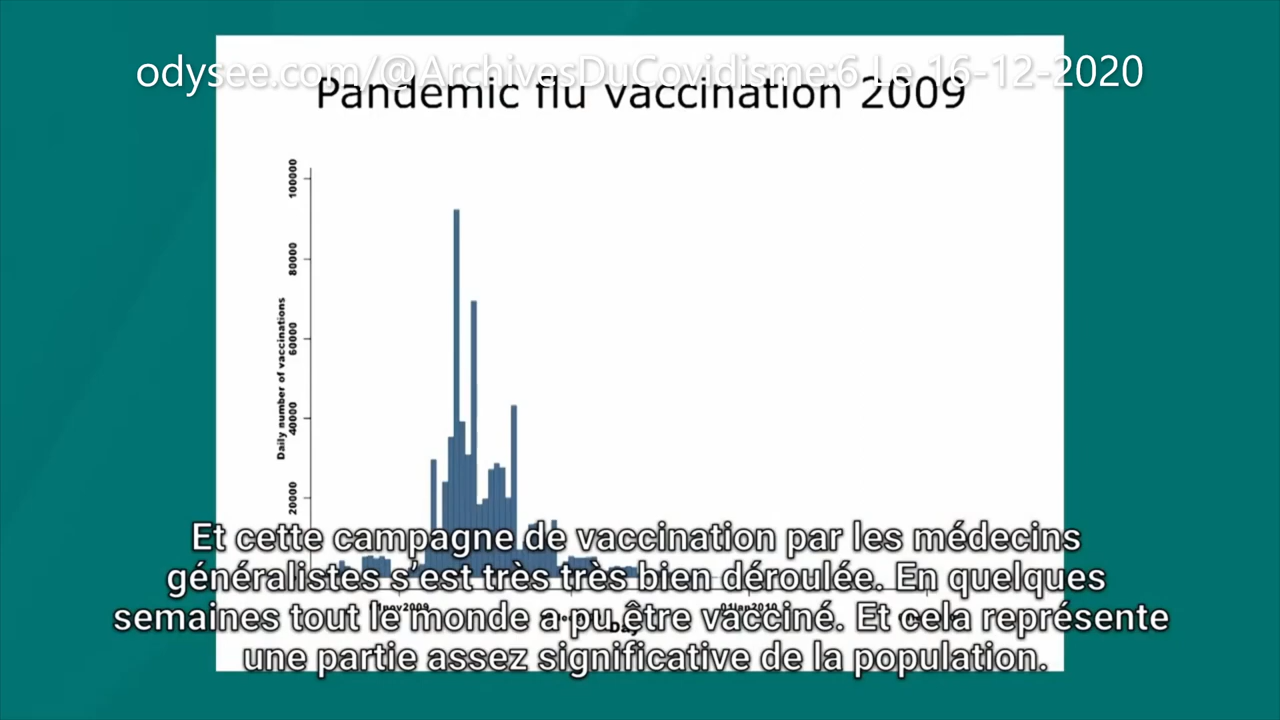 odysee.com/@ArchivesDuCovidisme:6 Le 16-12-2020
Pandemic flu vaccination 2009
100000
80000
60000
40000
20000
Daily number of vaccinations
Et cette campagne de vaccination par les médecins
généralistes s'est très très bien déroulée. En quelques
semaines tout le monde a pu être vacciné. Et cela représente
une partie assez significative de la population.
nov2009
01jan2010